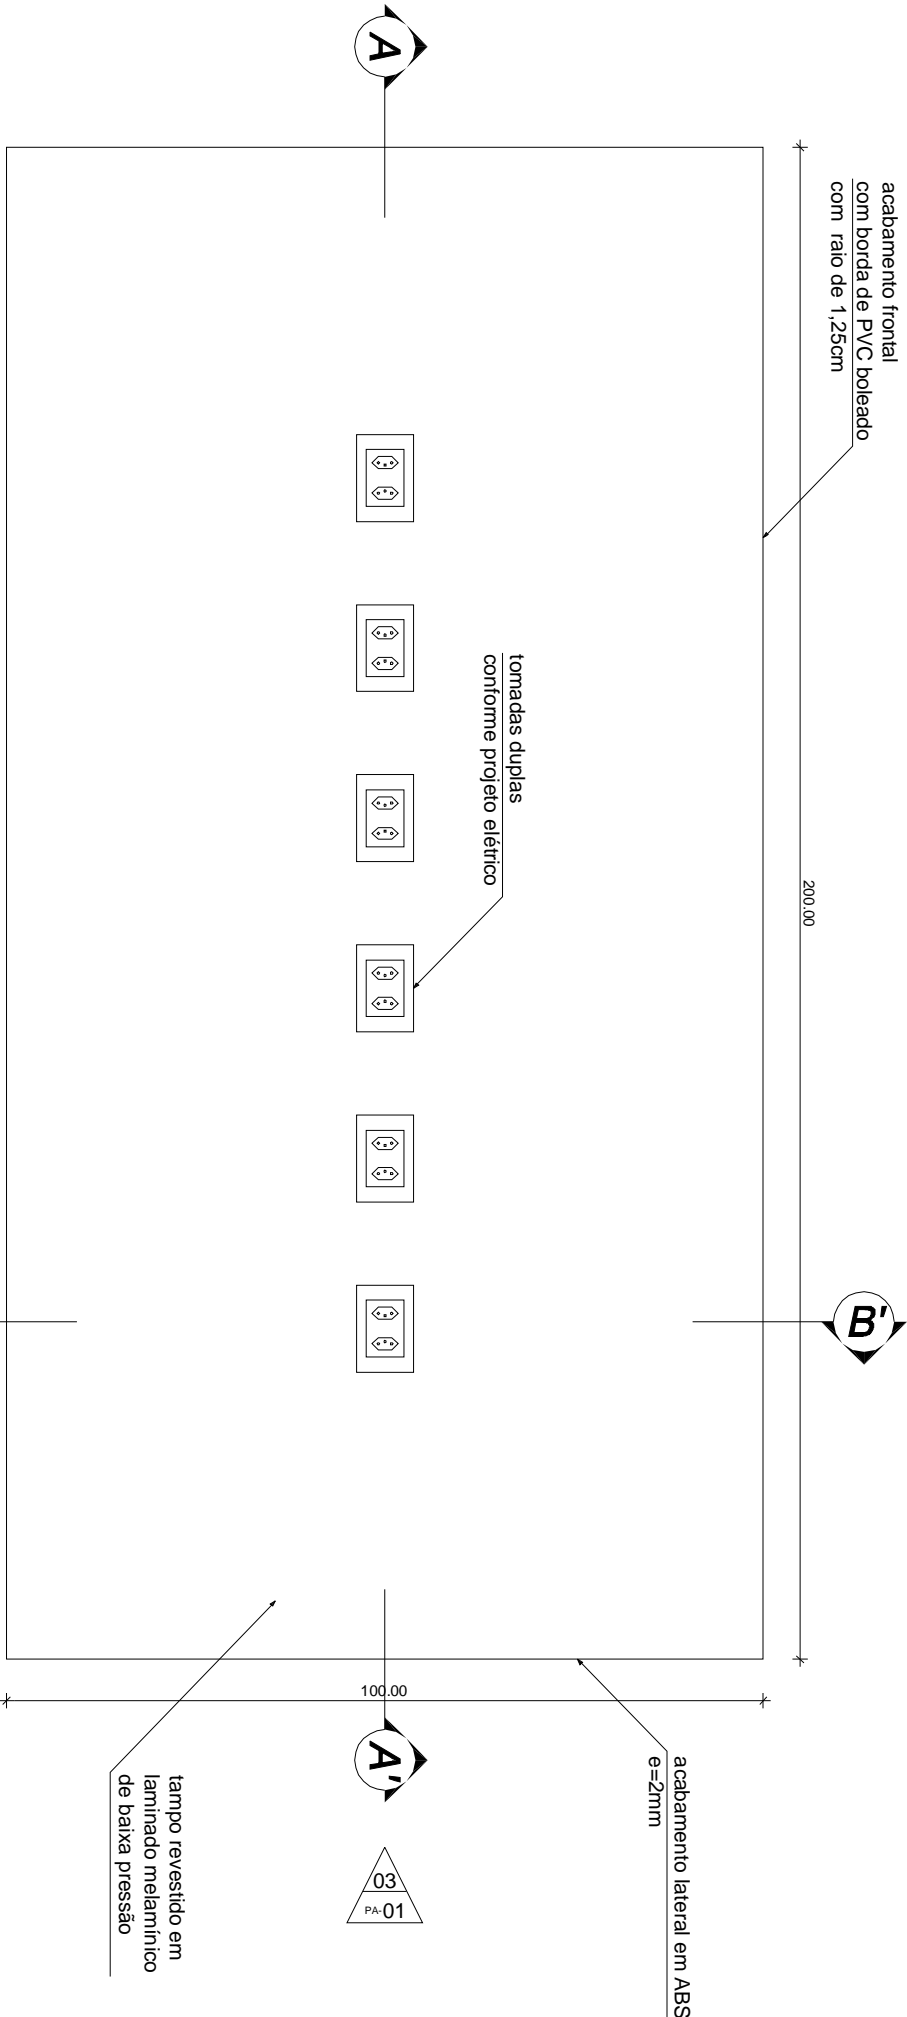 A
acabamento frontal
com borda de PVC boleado
com raio de 1,25cm
tomadas duplas
conforme projeto elétrico
200.00
B'
100.00
A'
acabamento lateral em ABS
e=2mm
tampo revestido em
laminado melamínico
de baixa pressão
03
PA-01